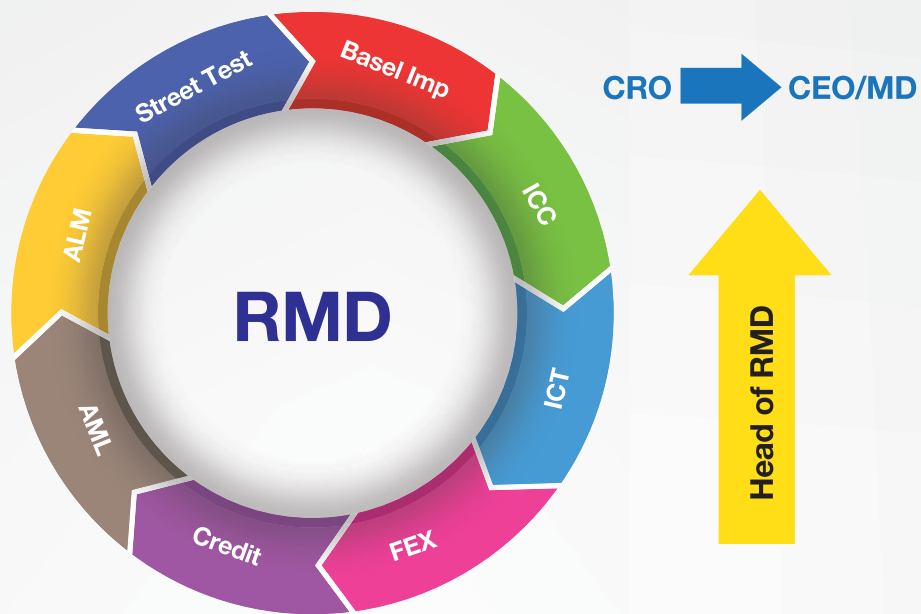 Street Test
Basel Imp
ICC
ICT
FEX
Credit
AML
ALM
RMD
CRO
CEO/MD
Head of RMD